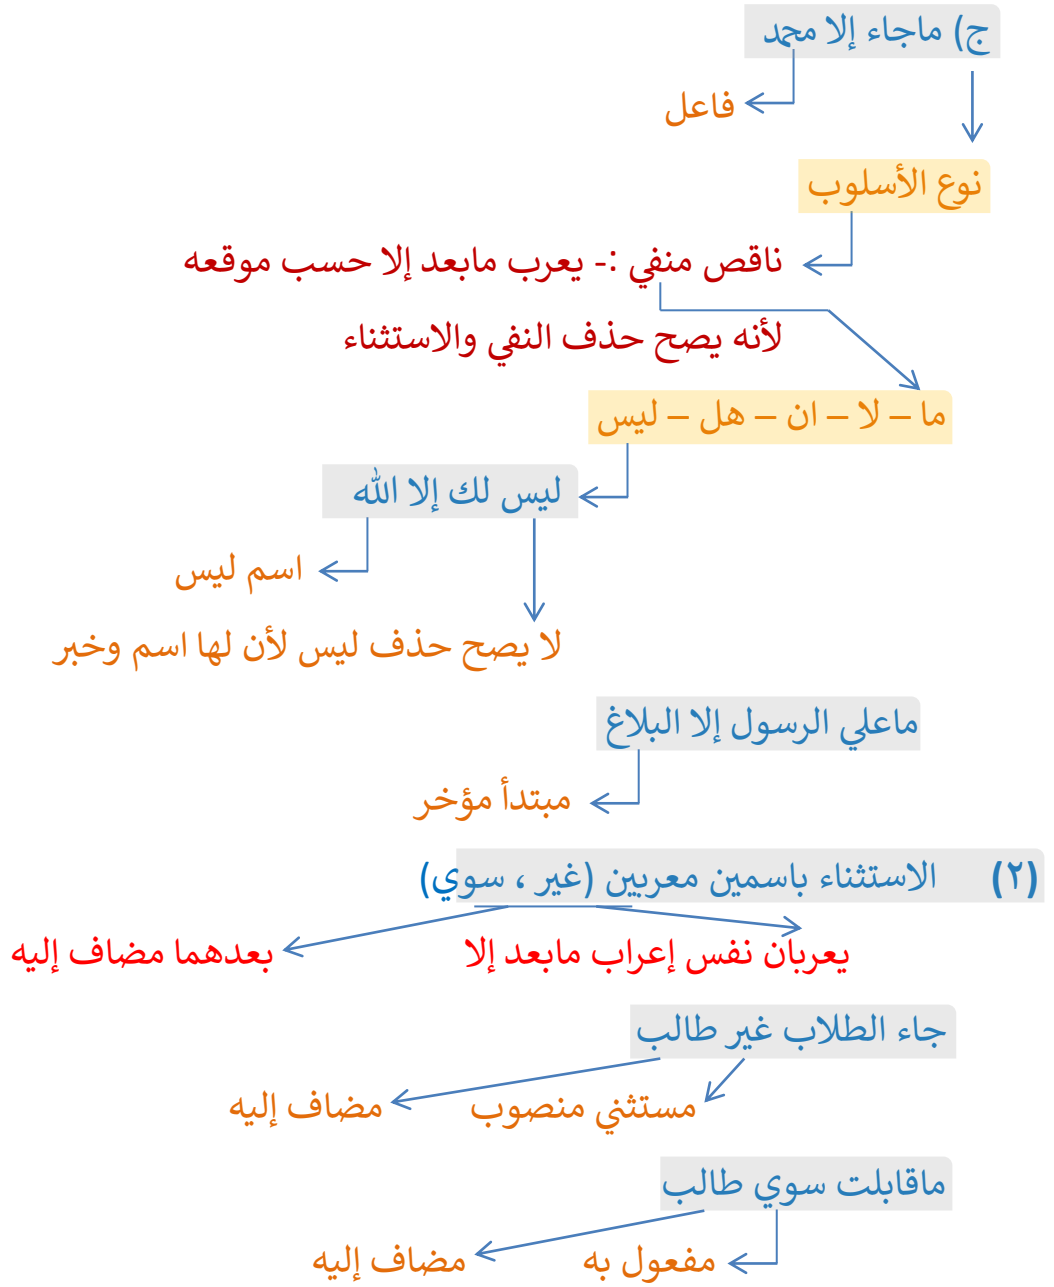 ج) ماجاء إلا محمد
فاعل
نوع الأسلوب
ناقص منفي :- يعرب مابعد إلا حسب موقعه
لأنه يصح حذف النفي والاستثناء
ما – لا – ان – هل – ليس
ليس لك إلا الله
اسم ليس
لا يصح حذف ليس لأن لها اسم وخبر
ماعلي الرسول إلا البلاغ
مبتدأ مؤخر
(٢) الاستثناء باسمين معربين (غير ، سوي)
يعربان نفس إعراب مابعد إلا
بعدهما مضاف إليه
جاء الطلاب غير طالب
مستثني منصوب
مضاف إليه
ماقابلت سوي طالب
مفعول به
مضاف إليه